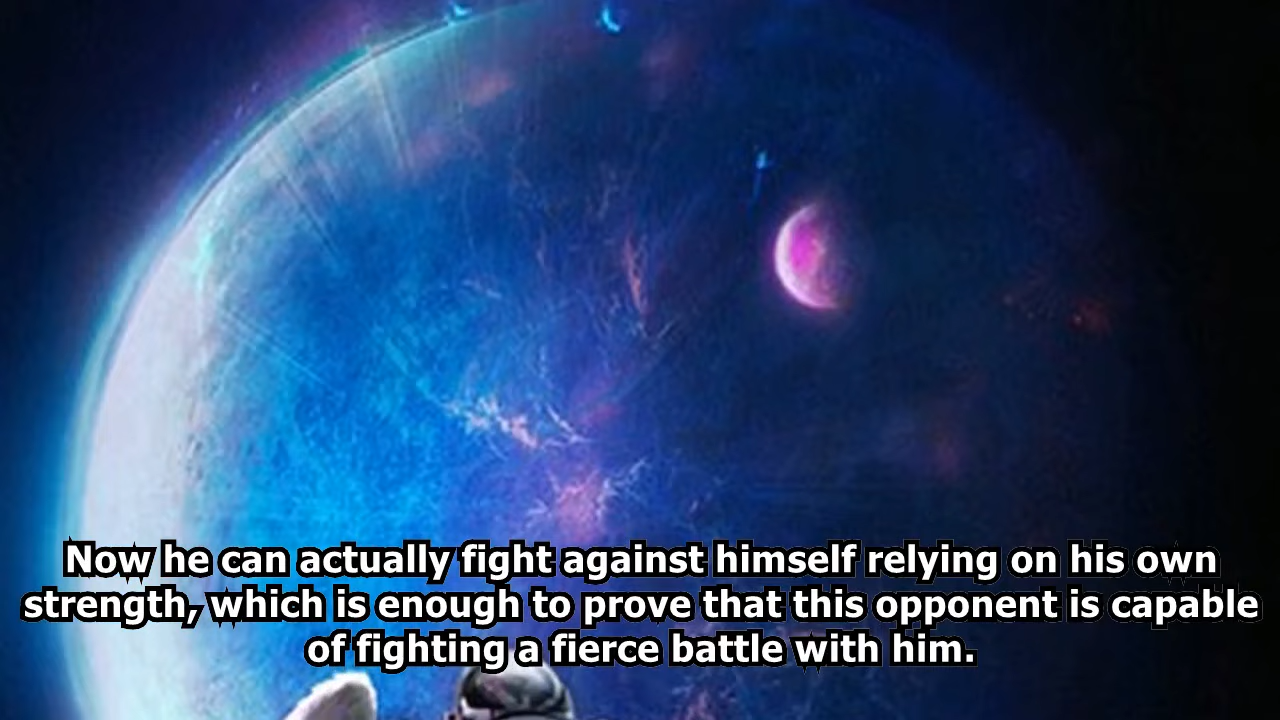 Now he can actually fight against himself relying on his own
strength, which is enough to prove that this opponent is capable
of fighting a fierce battle with him.